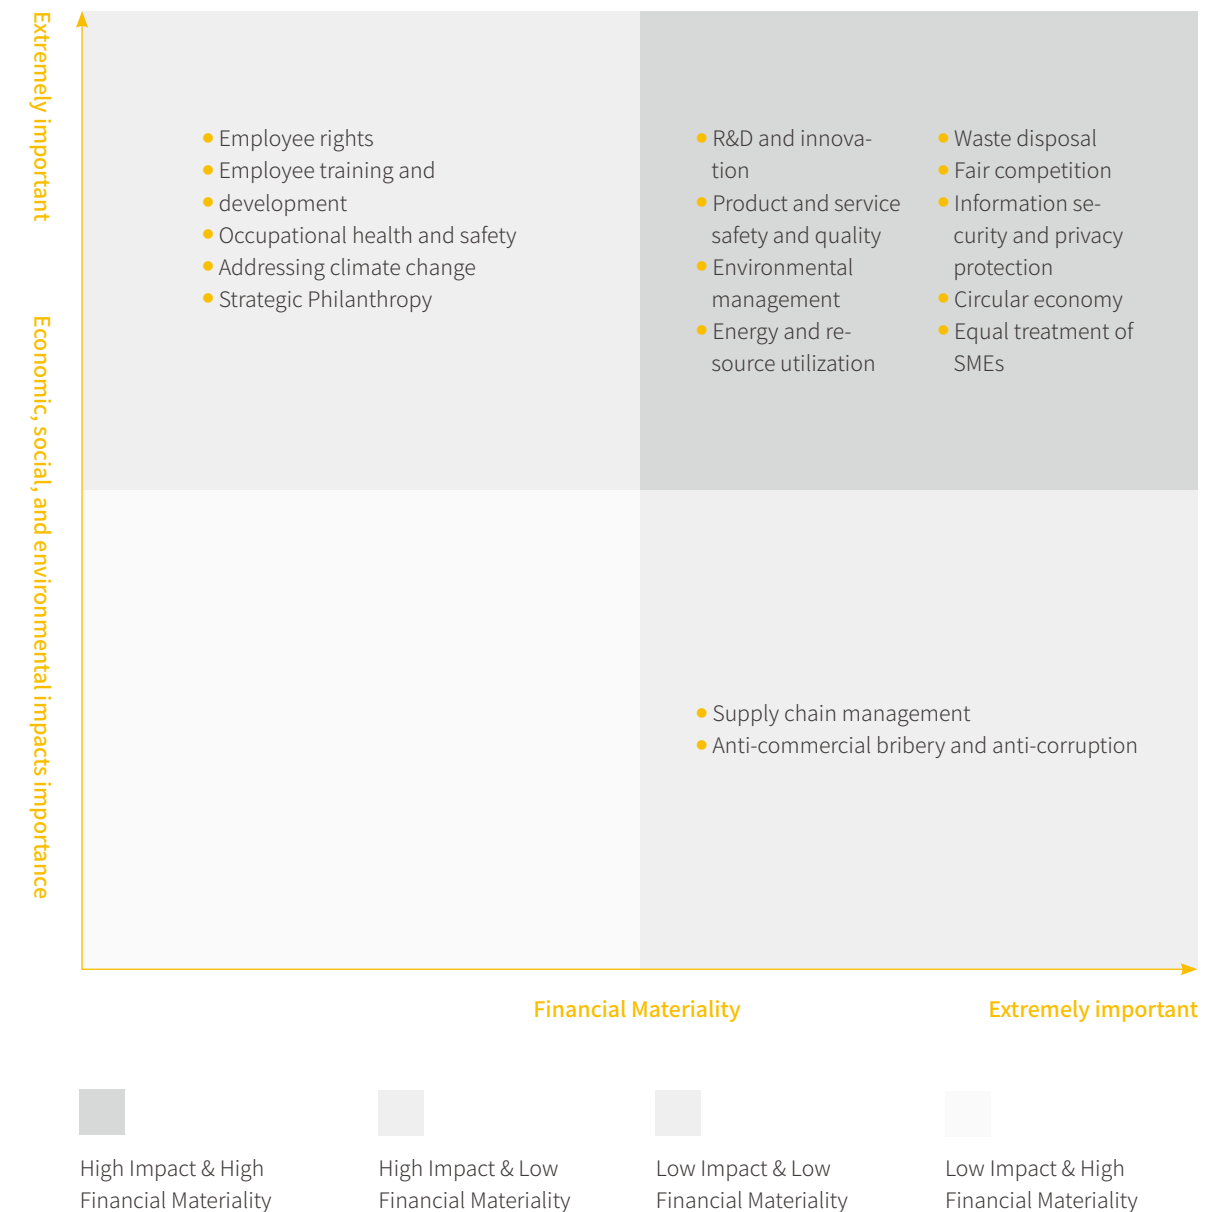 Extremely important
Economic, social, and environmental impacts importance
● Employee rights
● Employee training and
● development
● Occupational health and safety
● Addressing climate change
● Strategic Philanthropy
● R&D and innova-
tion
● Product and service
safety and quality
● Environmental
management
● Energy and re-
source utilization
● Waste disposal
● Fair competition
● Information se-
curity and privacy
protection
● Circular economy
● Equal treatment of
SMEs
● Supply chain management
● Anti-commercial bribery and anti-corruption
Financial Materiality
Extremely important
High Impact & High
Financial Materiality
High Impact & Low
Financial Materiality
Low Impact & Low
Financial Materiality
Low Impact & High
Financial Materiality